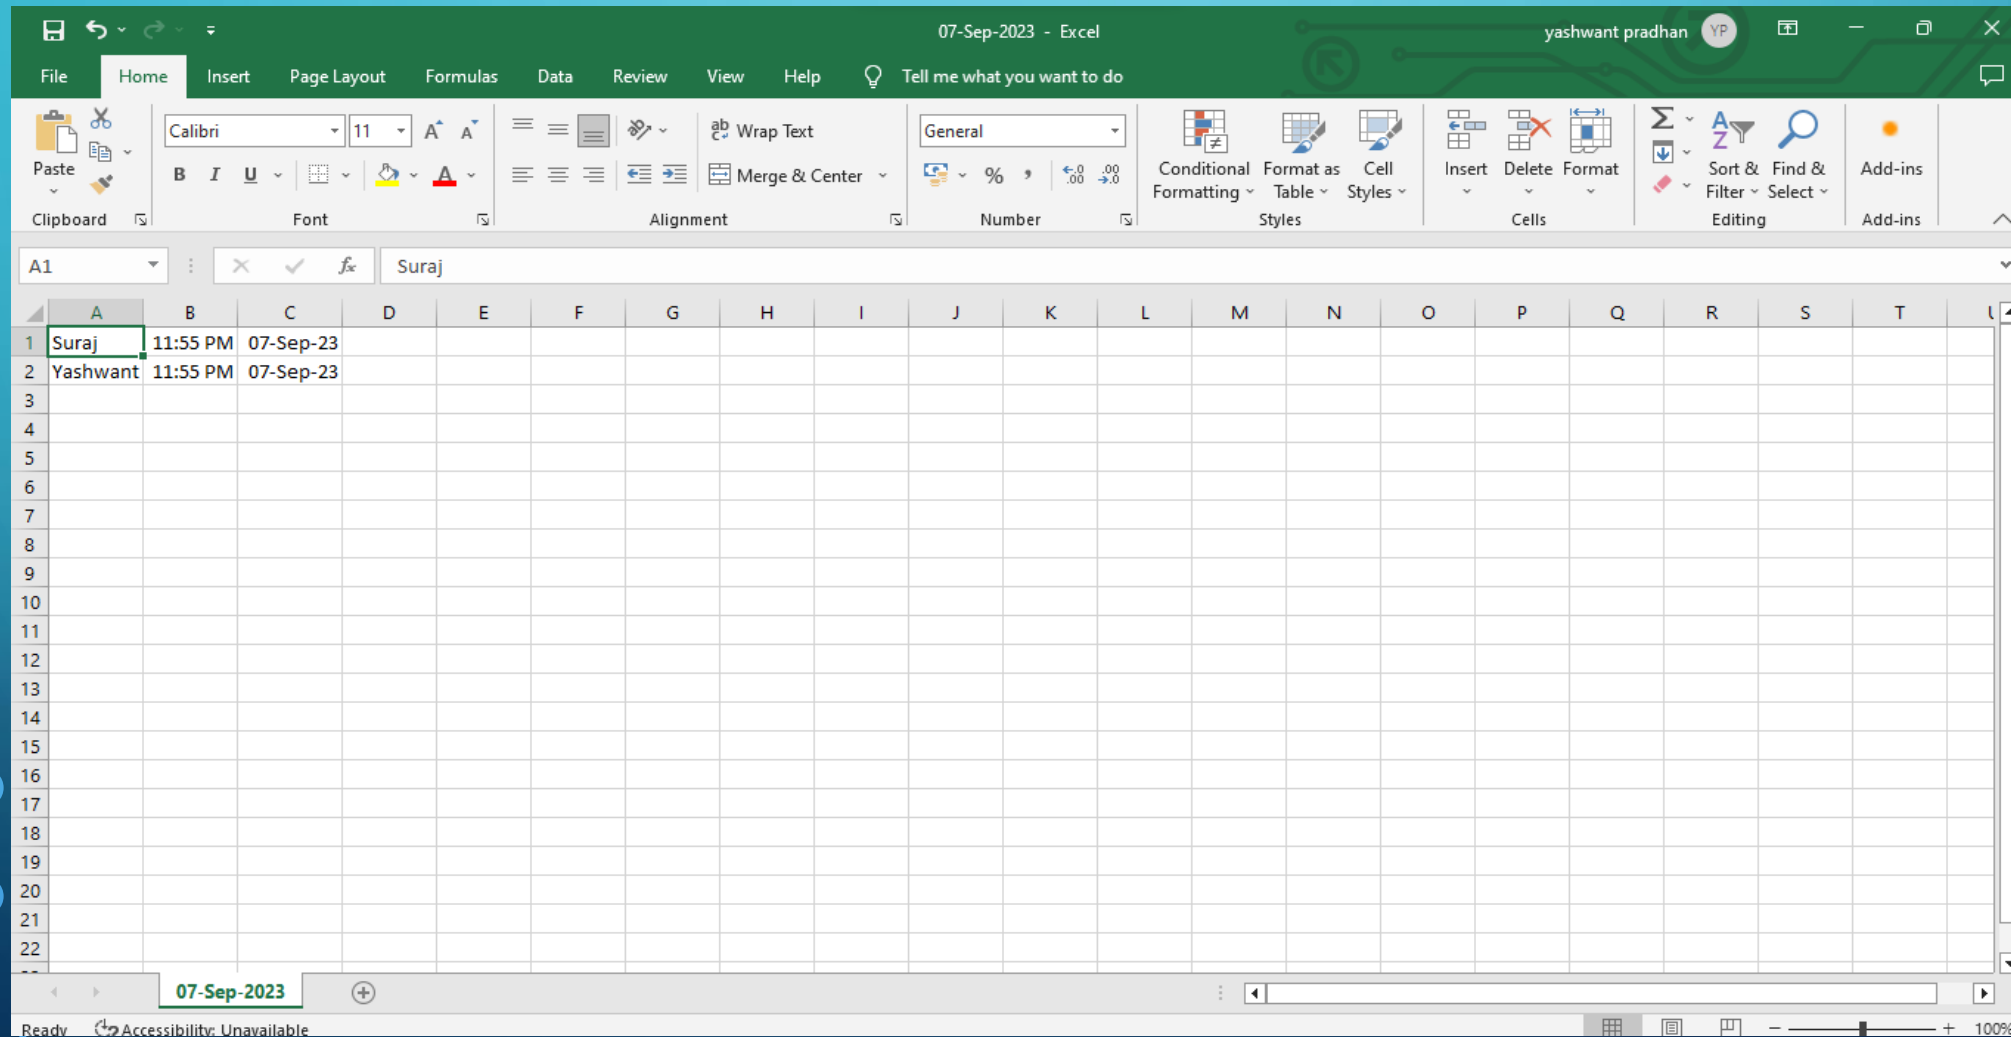 07-Sep-2023 - Excel
yashwant pradhan YP
File Home Insert Page Layout Formulas Data Review View Help Tell me what you want to do
Paste
Clipboard
Calibri 11 A A
B I U A
Font
ab Wrap Text
Merge & Center
Alignment
General
% , .00
Number
Conditional Formatting
Format as Table
Cell Styles
Styles
Insert Delete Format
Cells
Sort & Filter
Find & Select
Editing
Add-ins
Add-ins
A1 fx Suraj
A B C D E F G H I J K L M N O P Q R S T
1 Suraj 11:55 PM 07-Sep-23
2 Yashwant 11:55 PM 07-Sep-23
3
4
5
6
7
8
9
10
11
12
13
14
15
16
17
18
19
20
21
22
07-Sep-2023
Ready Accessibility: Unavailable 100%